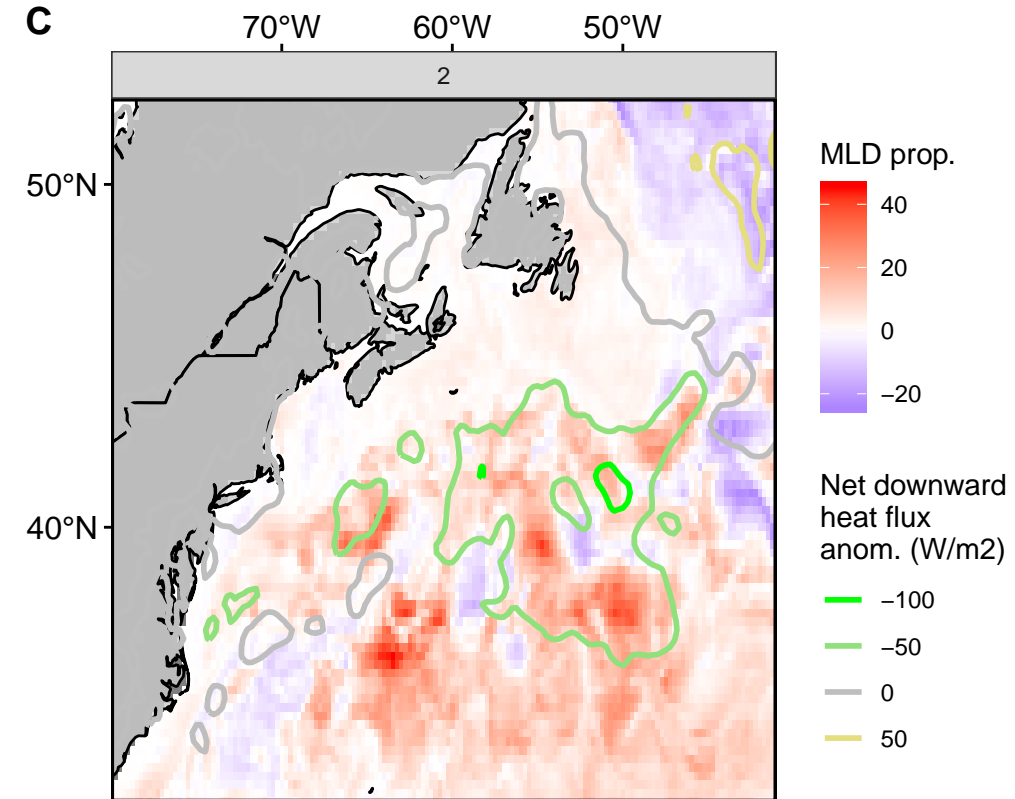 C
70°W 60°W 50°W
2
50°N
40°N
MLD prop.
40
20
0
−20
Net downward
heat flux
anom. (W/m2)
−100
−50
0
50